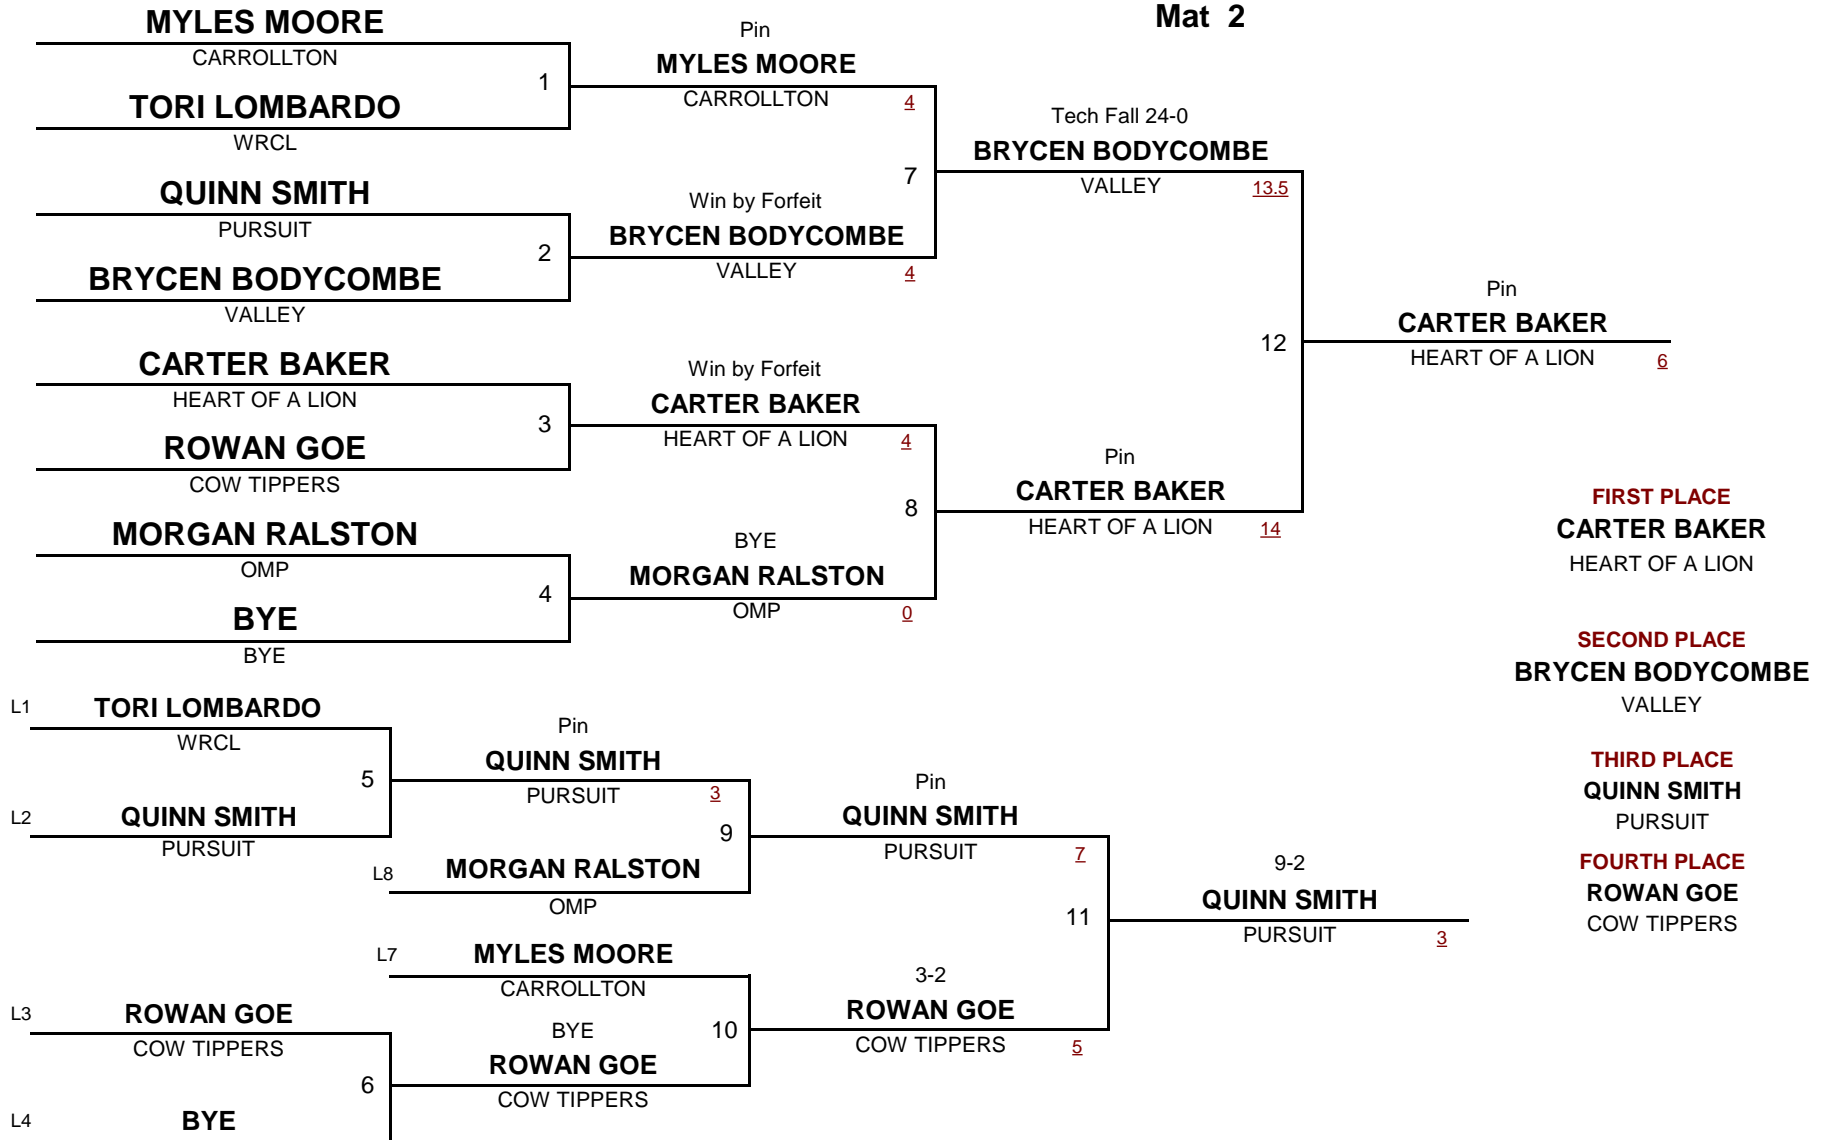 Mat 2
MYLES MOORE
CARROLLTON
1
TORI LOMBARDO
WRCL
QUINN SMITH
PURSUIT
2
BRYCEN BODYCOMBE
VALLEY
CARTER BAKER
HEART OF A LION
3
ROWAN GOE
COW TIPPERS
MORGAN RALSTON
OMP
4
BYE
BYE
Pin
MYLES MOORE
CARROLLTON 4
7
Win by Forfeit
BRYCEN BODYCOMBE
VALLEY 4
Win by Forfeit
CARTER BAKER
HEART OF A LION 4
8
BYE
MORGAN RALSTON
OMP 0
Tech Fall 24-0
BRYCEN BODYCOMBE
VALLEY 13.5
12
Pin
CARTER BAKER
HEART OF A LION 14
Pin
CARTER BAKER
HEART OF A LION 6
L1 TORI LOMBARDO
WRCL
5
L2 QUINN SMITH
PURSUIT
L3 ROWAN GOE
COW TIPPERS
6
L4 BYE
Pin
QUINN SMITH
PURSUIT 3
9
L8 MORGAN RALSTON
OMP
L7 MYLES MOORE
CARROLLTON
10
BYE
ROWAN GOE
COW TIPPERS
Pin
QUINN SMITH
PURSUIT 7
11
3-2
ROWAN GOE
COW TIPPERS 5
9-2
QUINN SMITH
PURSUIT 3
FIRST PLACE
CARTER BAKER
HEART OF A LION
SECOND PLACE
BRYCEN BODYCOMBE
VALLEY
THIRD PLACE
QUINN SMITH
PURSUIT
FOURTH PLACE
ROWAN GOE
COW TIPPERS